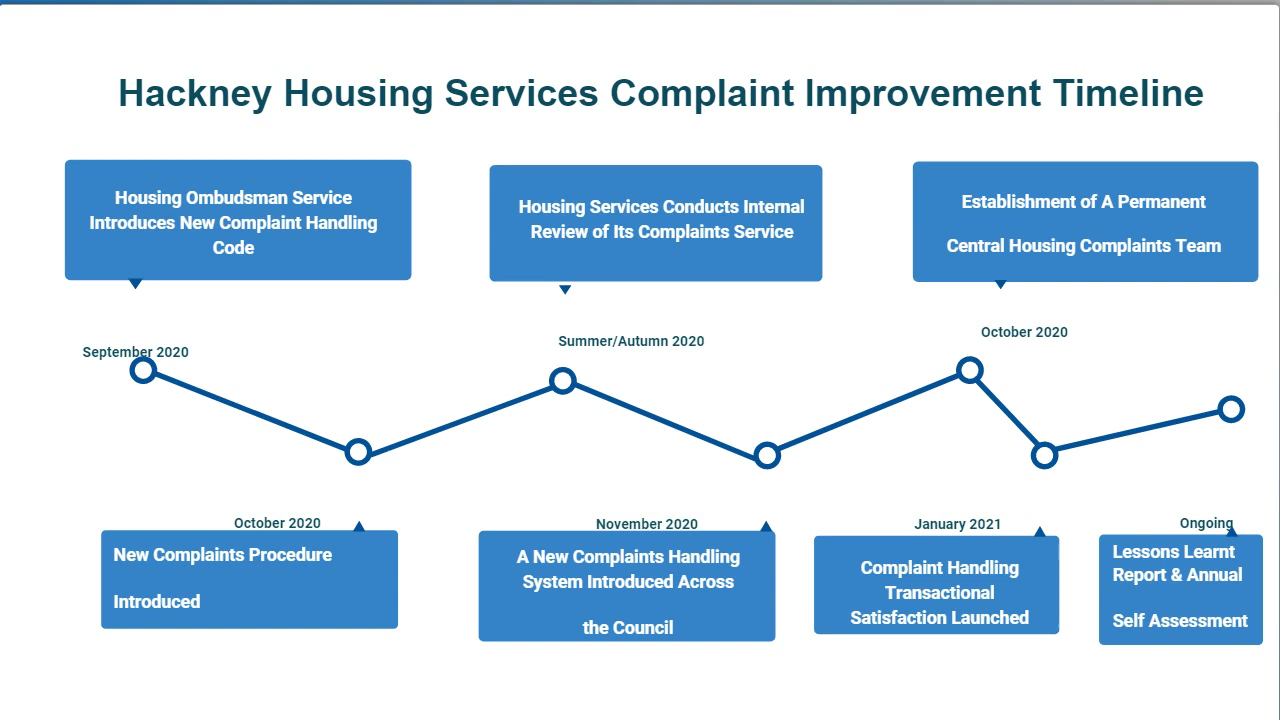 Hackney Housing Services Complaint Improvement Timeline
Housing Ombudsman Service
Introduces New Complaint Handling
Code
Housing Services Conducts Internal
Review of Its Complaints Service
Establishment of A Permanent
Central Housing Complaints Team
September 2020
Summer/Autumn 2020
October 2020
October 2020
November 2020
January 2021
Ongoing
New Complaints Procedure
Introduced
A New Complaints Handling
System Introduced Across
the Council
Complaint Handling
Transactional
Satisfaction Launched
Lessons Learnt
Report & Annual
Self Assessment